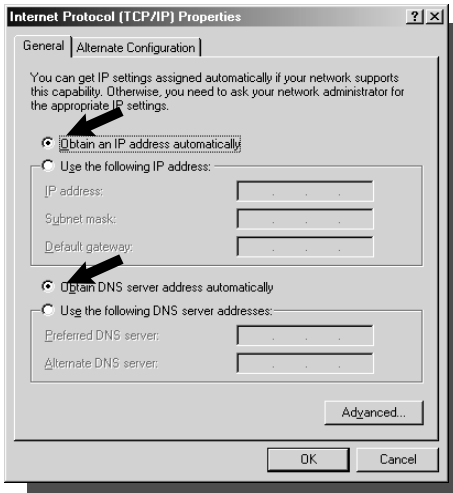 Internet Protocol (TCP/IP) Properties
General
Alternate Configuration
You can get IP settings assigned automatically if your network supports
this capability. Otherwise, you need to ask your network administrator for
the appropriate IP settings.
Obtain an IP address automatically
Use the following IP address:
IP address:
Subnet mask:
Default gateway:
Obtain DNS server address automatically
Use the following DNS server addresses:
Preferred DNS server:
Alternate DNS server:
Advanced...
OK
Cancel